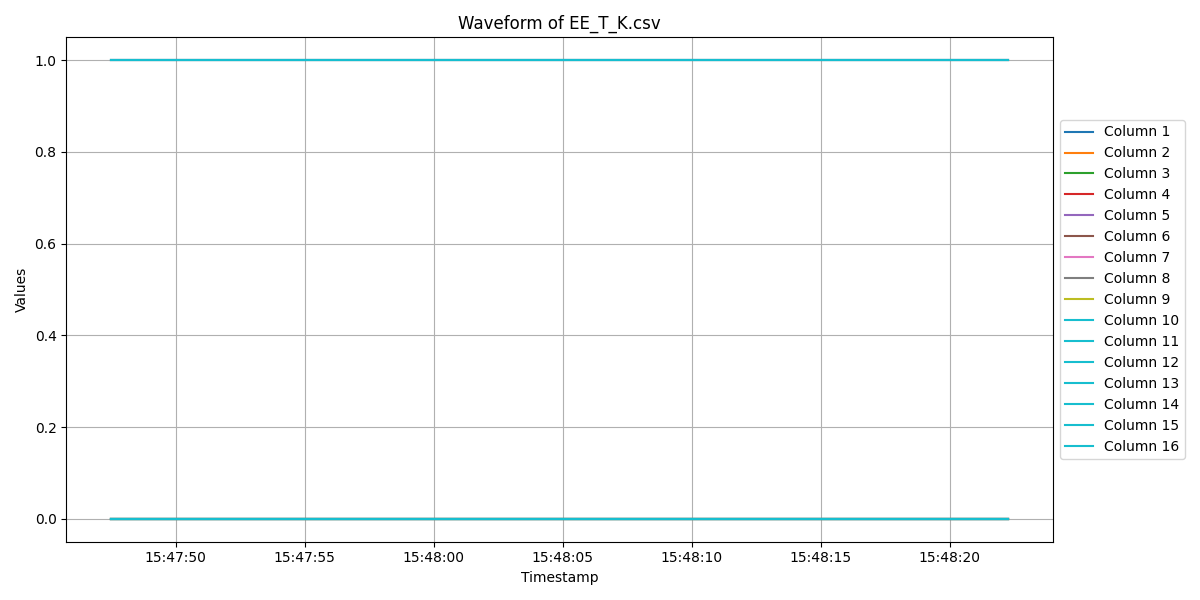 Waveform of EE_T_K.csv
Values
1.0
0.8
0.6
0.4
0.2
0.0
15:47:50
15:47:55
15:48:00
15:48:05
15:48:10
15:48:15
15:48:20
Timestamp
Column 1
Column 2
Column 3
Column 4
Column 5
Column 6
Column 7
Column 8
Column 9
Column 10
Column 11
Column 12
Column 13
Column 14
Column 15
Column 16